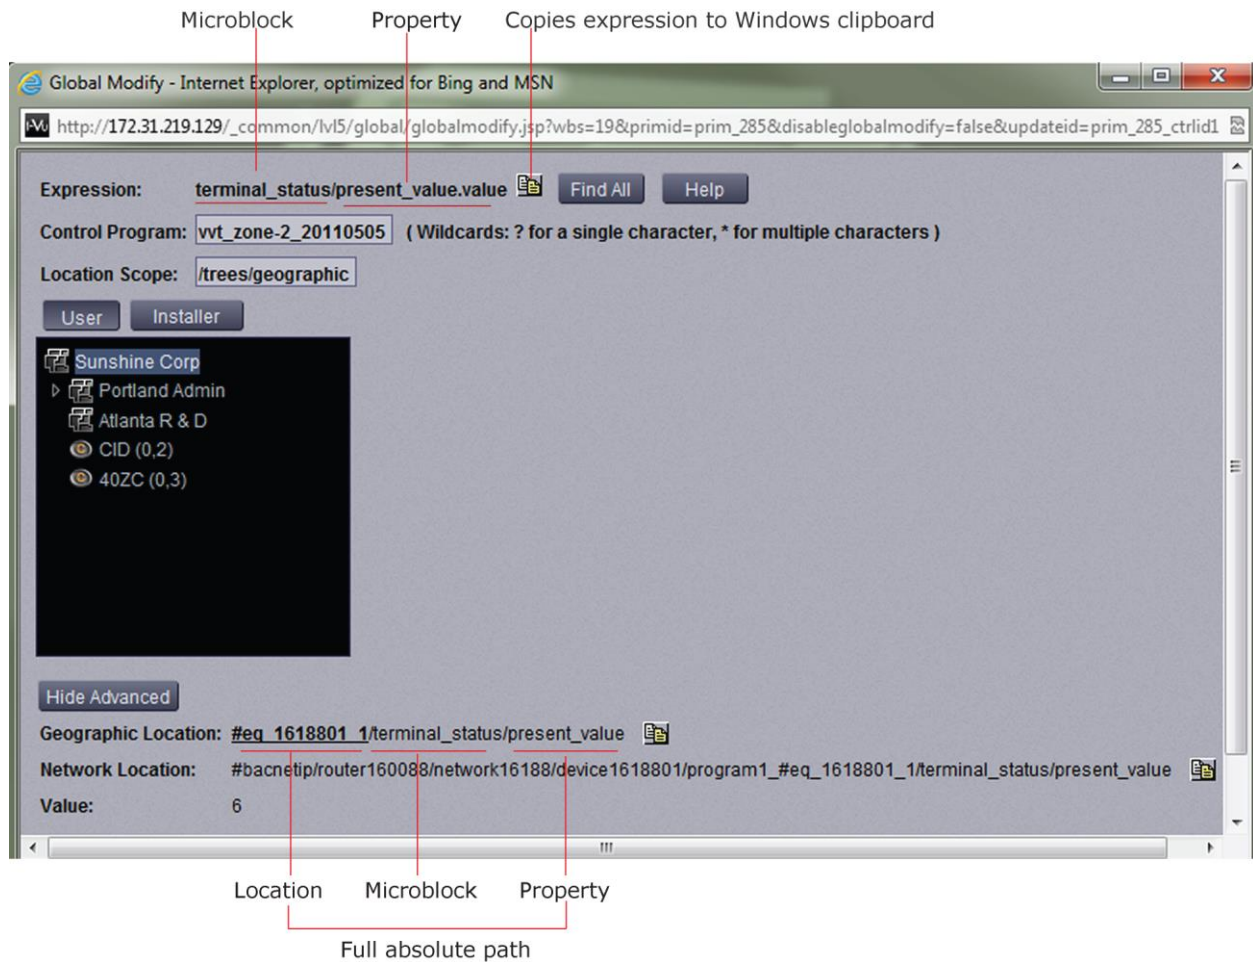 Microblock Property Copies expression to Windows clipboard
Global Modify - Internet Explorer, optimized for Bing and MSN
i-Vu http://172.31.219.129/_common/lvl5/global/globalmodify.jsp?wbs=19&primid=prim_285&disableglobalmodify=false&updateid=prim_285_ctrlid1
Expression: terminal_status/present_value.value Find All Help
Control Program: vvt_zone-2_20110505 ( Wildcards: ? for a single character, * for multiple characters )
Location Scope: /trees/geographic
User Installer
Sunshine Corp
Portland Admin
Atlanta R & D
CID (0,2)
40ZC (0,3)
Hide Advanced
Geographic Location: #eq_1618801_1/terminal_status/present_value
Network Location: #bacnetip/router160088/network16188/device1618801/program1_#eq_1618801_1/terminal_status/present_value
Value: 6
Location Microblock Property
Full absolute path